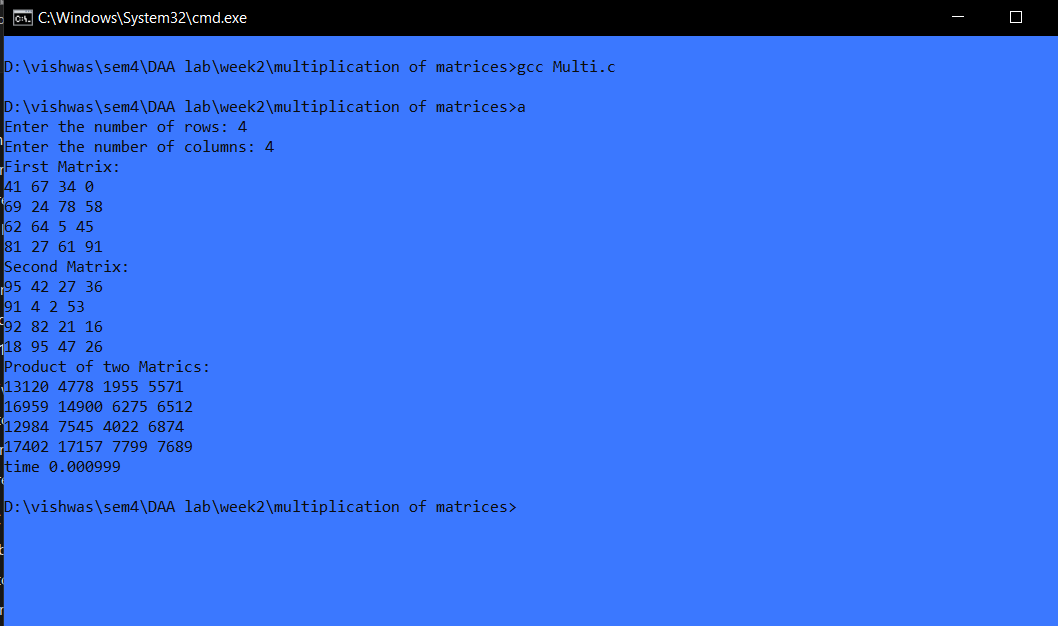 C:\Windows\System32\cmd.exe
D:\vishwas\sem4\DAA lab\week2\multiplication of matrices>gcc Multi.c
D:\vishwas\sem4\DAA lab\week2\multiplication of matrices>a
Enter the number of rows: 4
Enter the number of columns: 4
First Matrix:
41 67 34 0
69 24 78 58
62 64 5 45
81 27 61 91
Second Matrix:
95 42 27 36
91 4 2 53
92 82 21 16
18 95 47 26
Product of two Matrics:
13120 4778 1955 5571
16959 14900 6275 6512
12984 7545 4022 6874
17402 17157 7799 7689
time 0.000999
D:\vishwas\sem4\DAA lab\week2\multiplication of matrices>